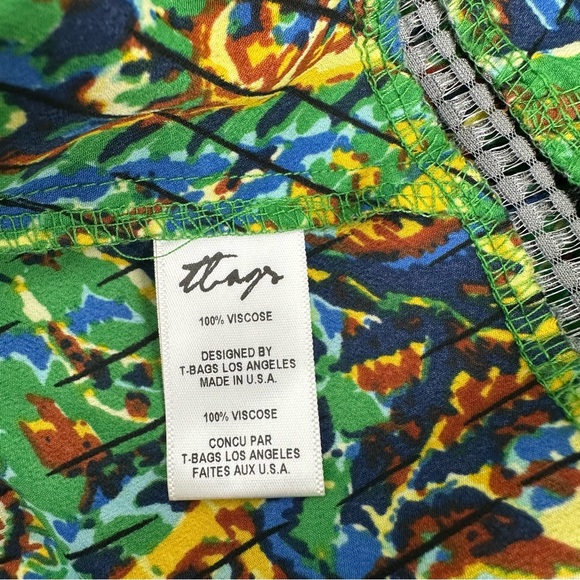 tbags
100% VISCOSE
DESIGNED BY
T-BAGS LOS ANGELES
MADE IN U.S.A.
100% VISCOSE
CONCU PAR
T-BAGS LOS ANGELES
FAITES AUX U.S.A.